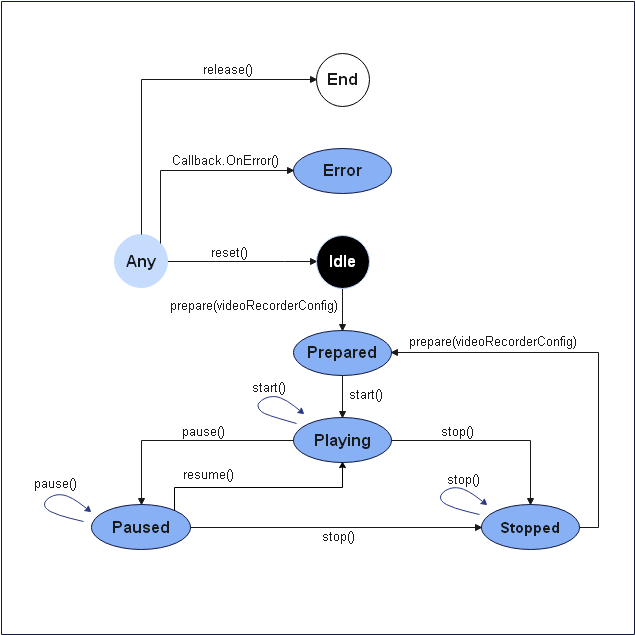 release()
End
Callback.OnError()
Error
Any
reset()
Idle
prepare(videoRecorderConfig)
Prepared
prepare(videoRecorderConfig)
start()
start()
pause()
Playing
stop()
pause()
resume()
stop()
Paused
Stopped
stop()